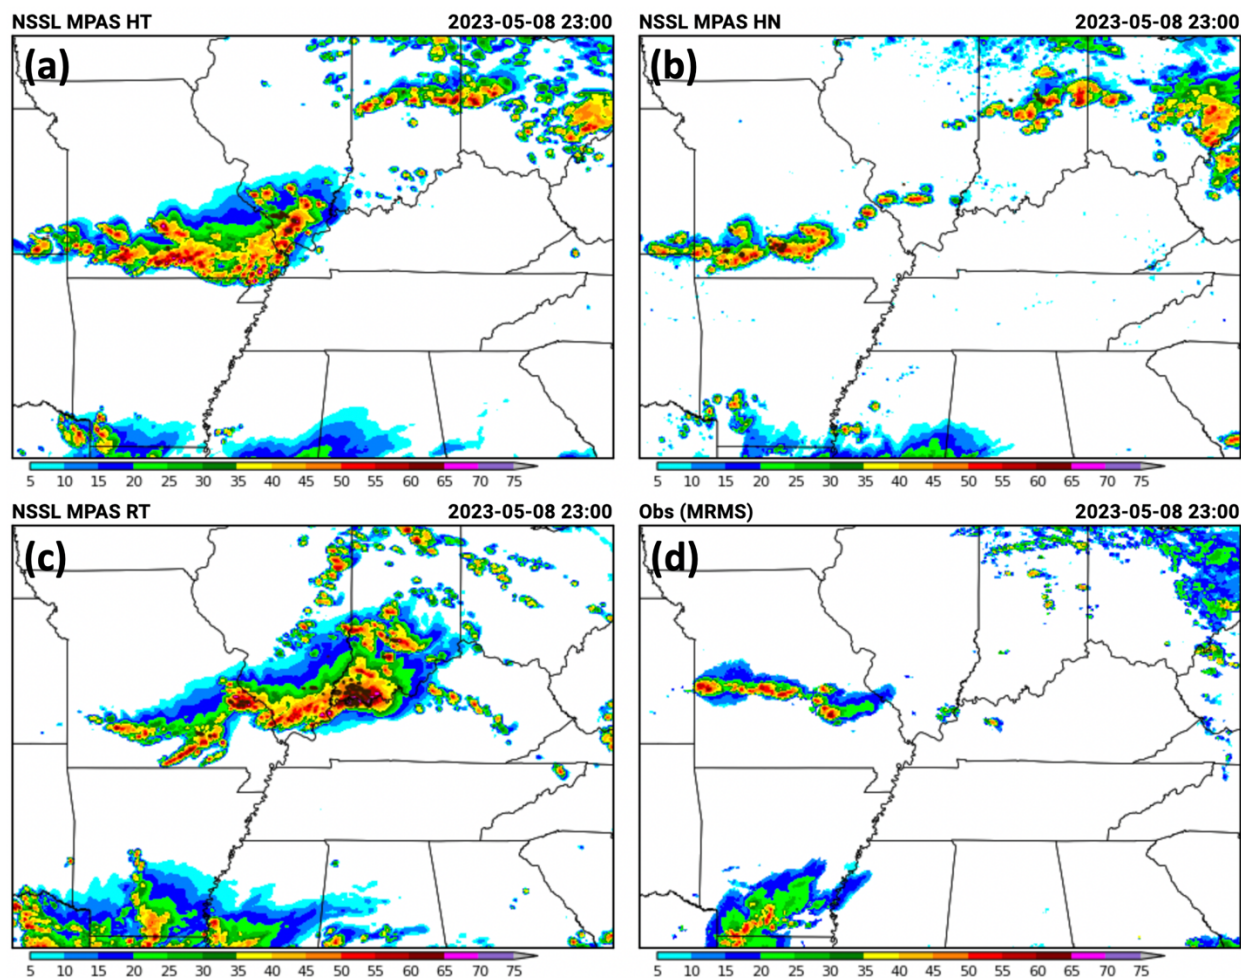 NSSL MPAS HT 2023-05-08 23:00
(a)
5 10 15 20 25 30 35 40 45 50 55 60 65 70 75
NSSL MPAS HN 2023-05-08 23:00
(b)
5 10 15 20 25 30 35 40 45 50 55 60 65 70 75
NSSL MPAS RT 2023-05-08 23:00
(c)
5 10 15 20 25 30 35 40 45 50 55 60 65 70 75
Obs (MRMS) 2023-05-08 23:00
(d)
5 10 15 20 25 30 35 40 45 50 55 60 65 70 75